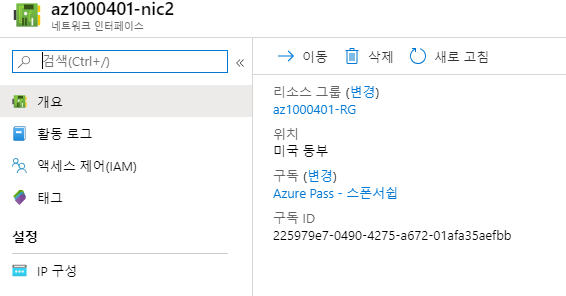 az1000401-nic2
네트워크 인터페이스
검색(Ctrl+/)
«
개요
활동 로그
액세스 제어(IAM)
태그
설정
IP 구성
이동
삭제
새로 고침
리소스 그룹 (변경)
az1000401-RG
위치
미국 동부
구독 (변경)
Azure Pass - 스폰서쉽
구독 ID
225979e7-0490-4275-a672-01afa35aefbb